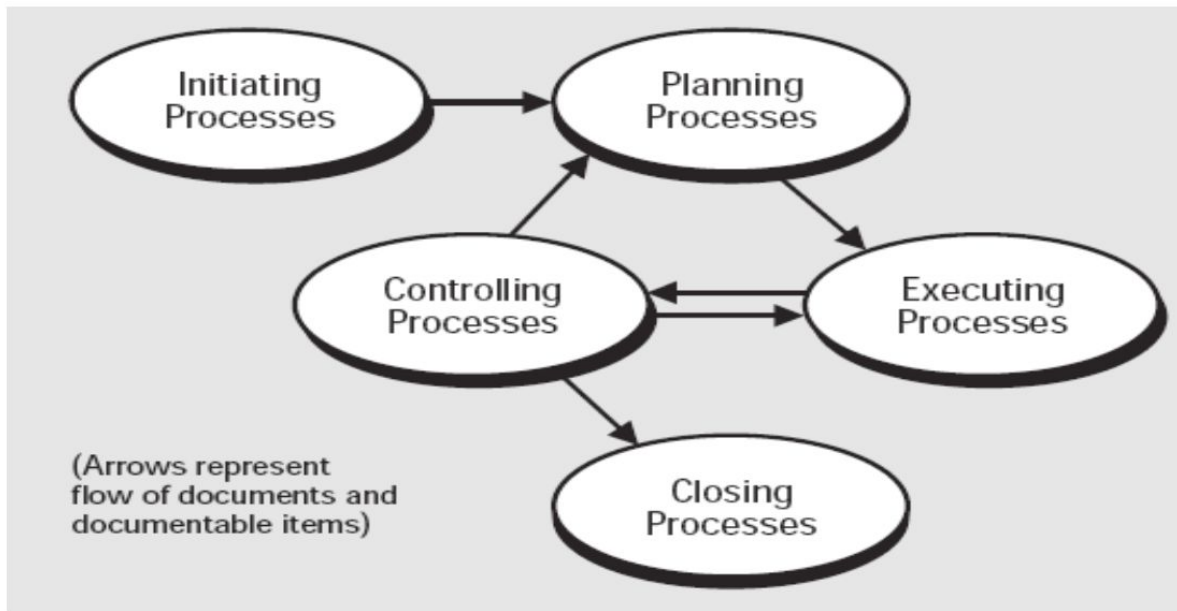 Initiating
Processes
Planning
Processes
Controlling
Processes
Executing
Processes
(Arrows represent
flow of documents and
documentable items)
Closing
Processes